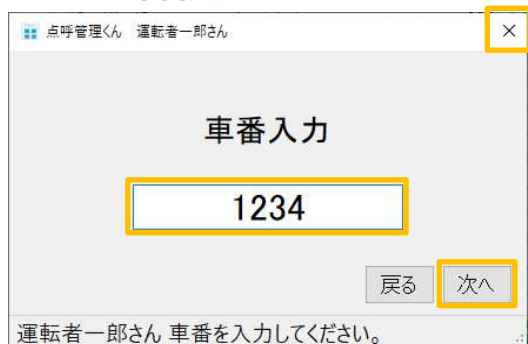 点呼管理くん 運転者一郎さん
車番入力
1234
戻る 次へ
運転者一郎さん 車番を入力してください。